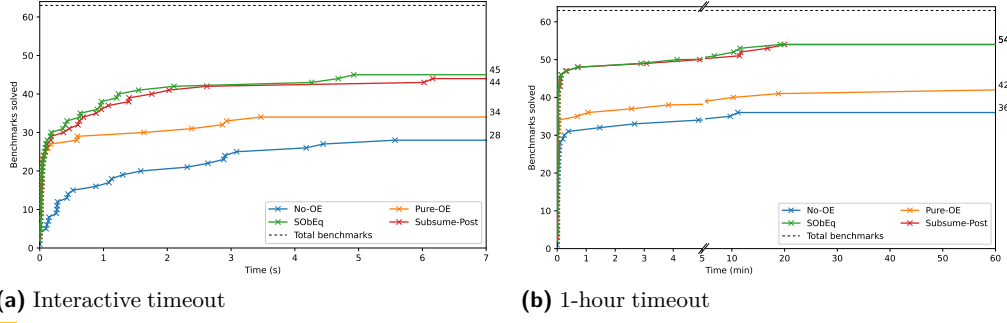 60
50
40
30
20
10
0
Benchmarks solved
45
44
34
28
No-OE
SObEq
Total benchmarks
Pure-OE
Subsume-Post
0 1 2 3 4 5 6 7
Time (s)
(a) Interactive timeout
60
50
40
30
20
10
0
Benchmarks solved
54
42
36
No-OE
SObEq
Total benchmarks
Pure-OE
Subsume-Post
0 1 2 3 4 5 10 20 30 40 50 60
Time (min)
(b) 1-hour timeout